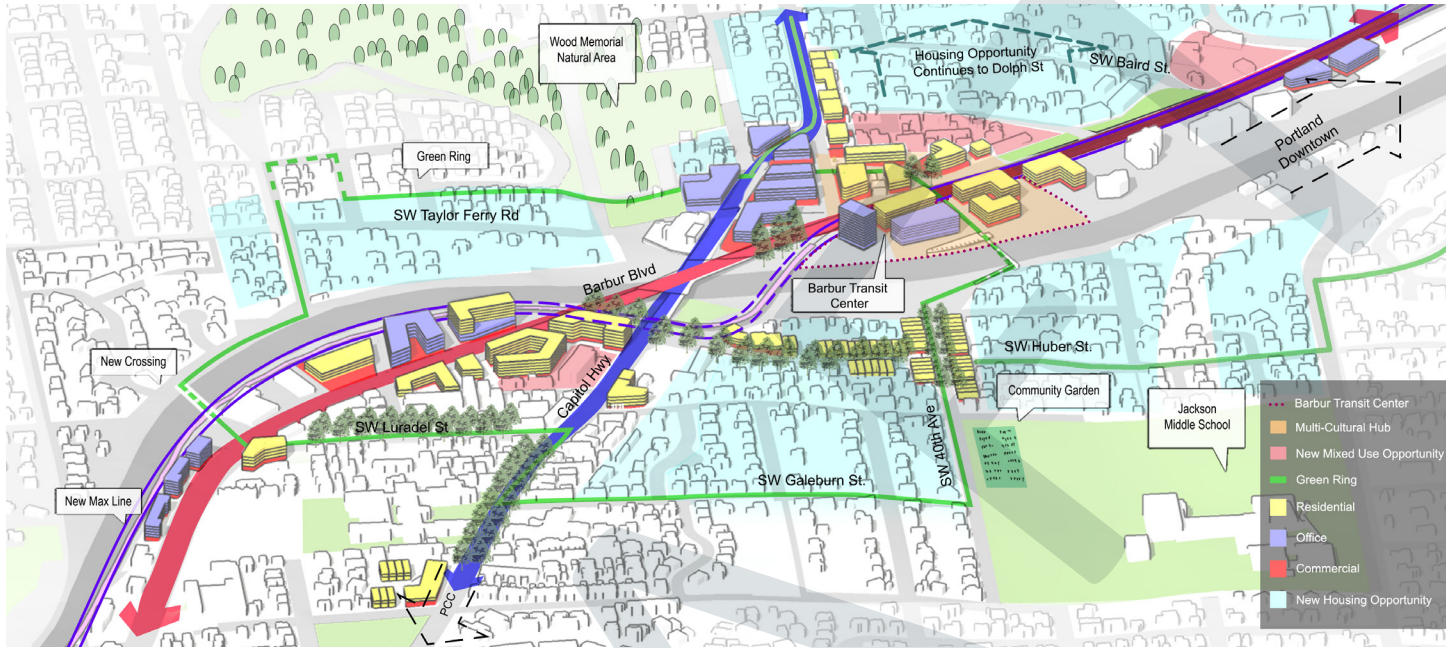 Wood Memorial
Natural Area
Housing Opportunity
Continues to Dolph St
SW Baird St.
Portland
Downtown
Green Ring
SW Taylor Ferry Rd
Barbur Blvd
Barbur Transit
Center
New Crossing
SW Huber St.
Capitol Hwy
Community Garden
Jackson
Middle School
SW Luradel St
SW 40th Ave
SW Galeburn St.
New Max Line
PCC
Barbur Transit Center
Multi-Cultural Hub
New Mixed Use Opportunity
Green Ring
Residential
Office
Commercial
New Housing Opportunity